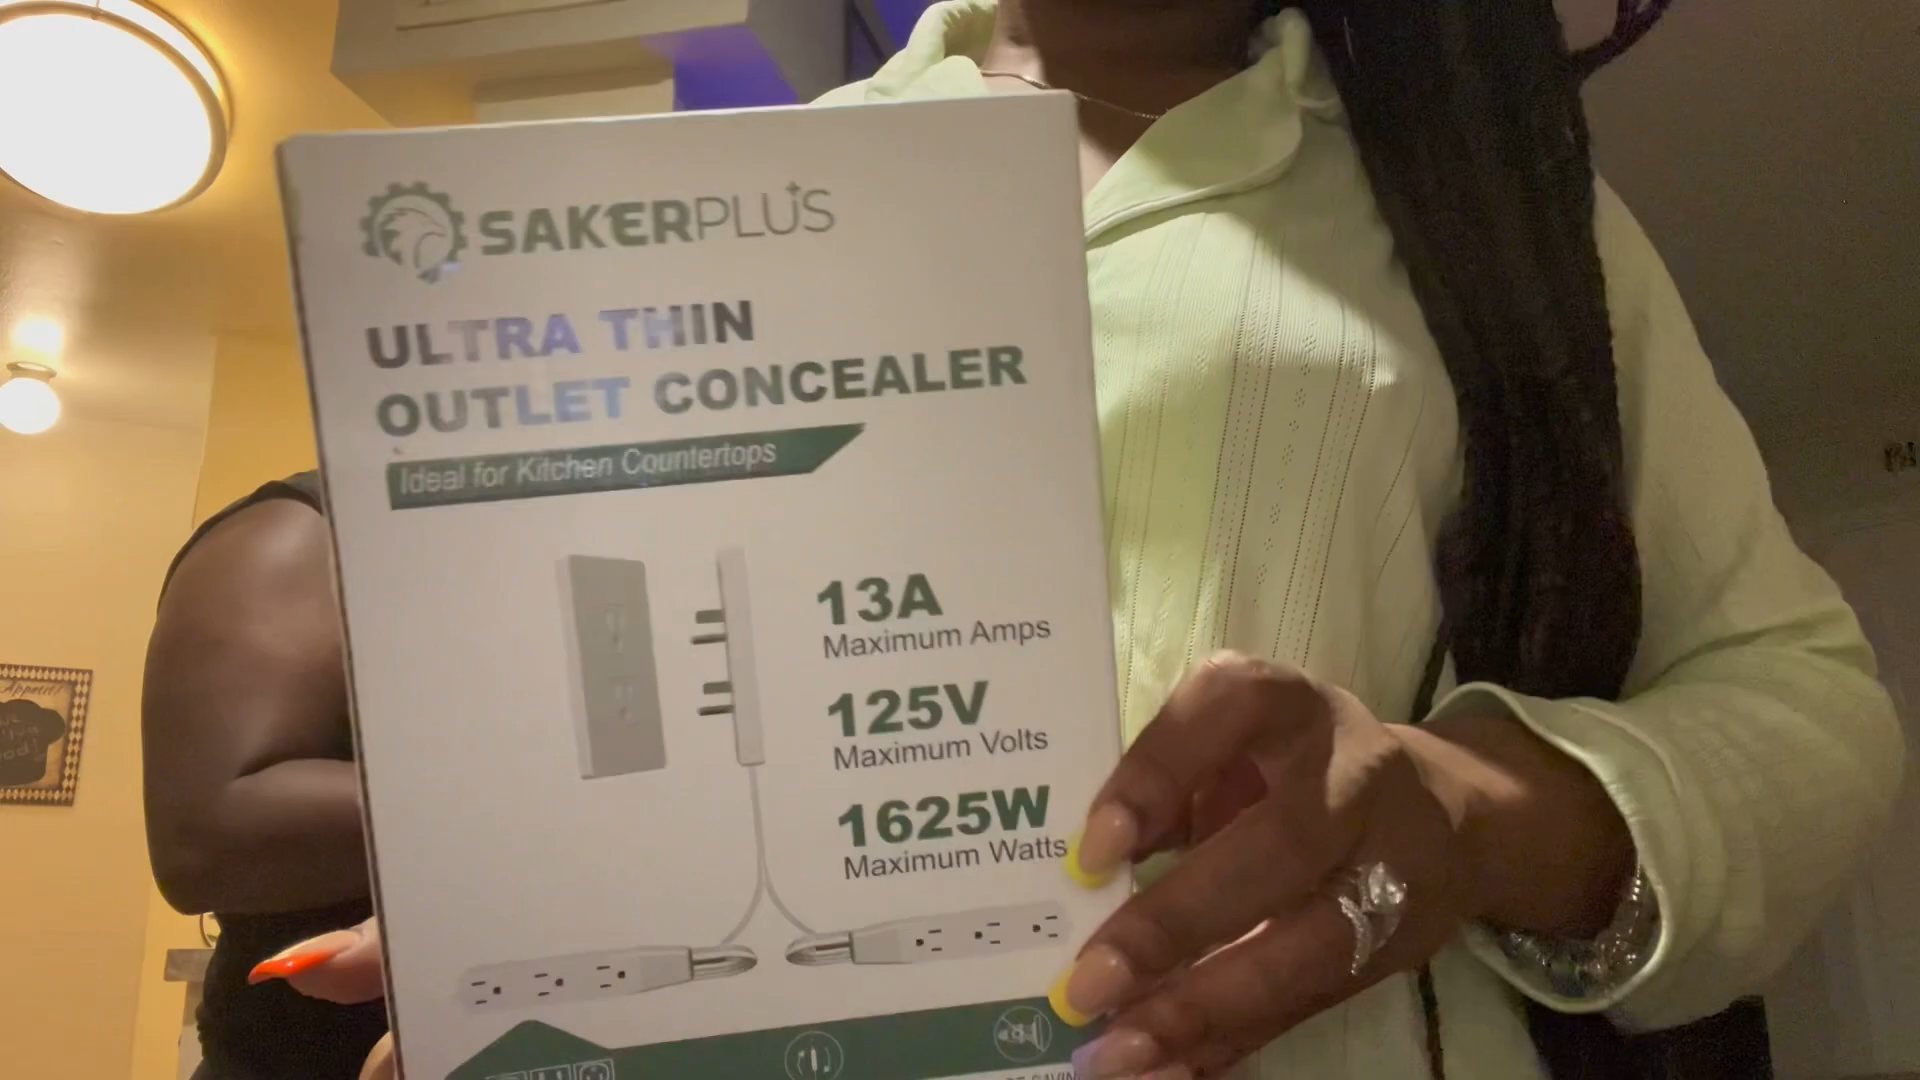 SAKERPLUS
ULTRA THIN
OUTLET CONCEALER
Ideal for Kitchen Countertops
13A
Maximum Amps
125V
Maximum Volts
1625W
Maximum Watts